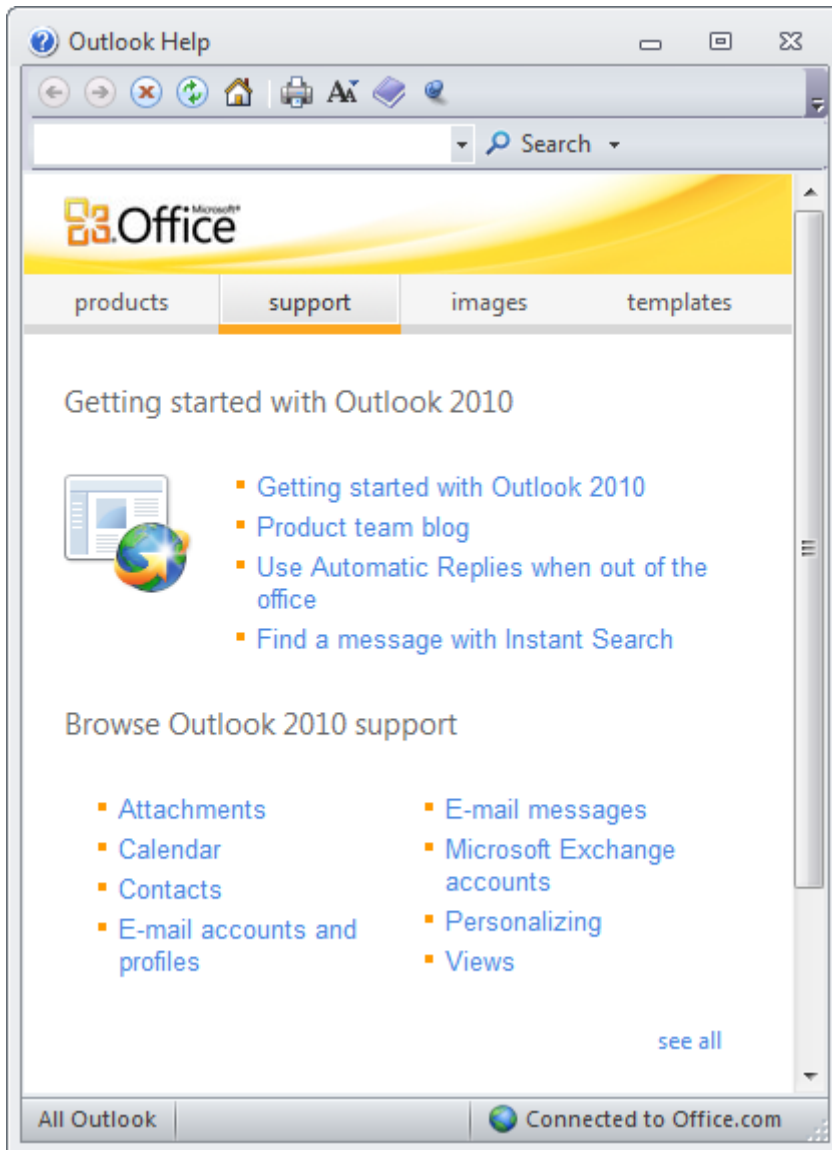 Outlook Help
Search
Microsoft®
Office
products support images templates
Getting started with Outlook 2010
Getting started with Outlook 2010
Product team blog
Use Automatic Replies when out of the
office
Find a message with Instant Search
Browse Outlook 2010 support
Attachments
Calendar
Contacts
E-mail accounts and
profiles
E-mail messages
Microsoft Exchange
accounts
Personalizing
Views
see all
All Outlook Connected to Office.com